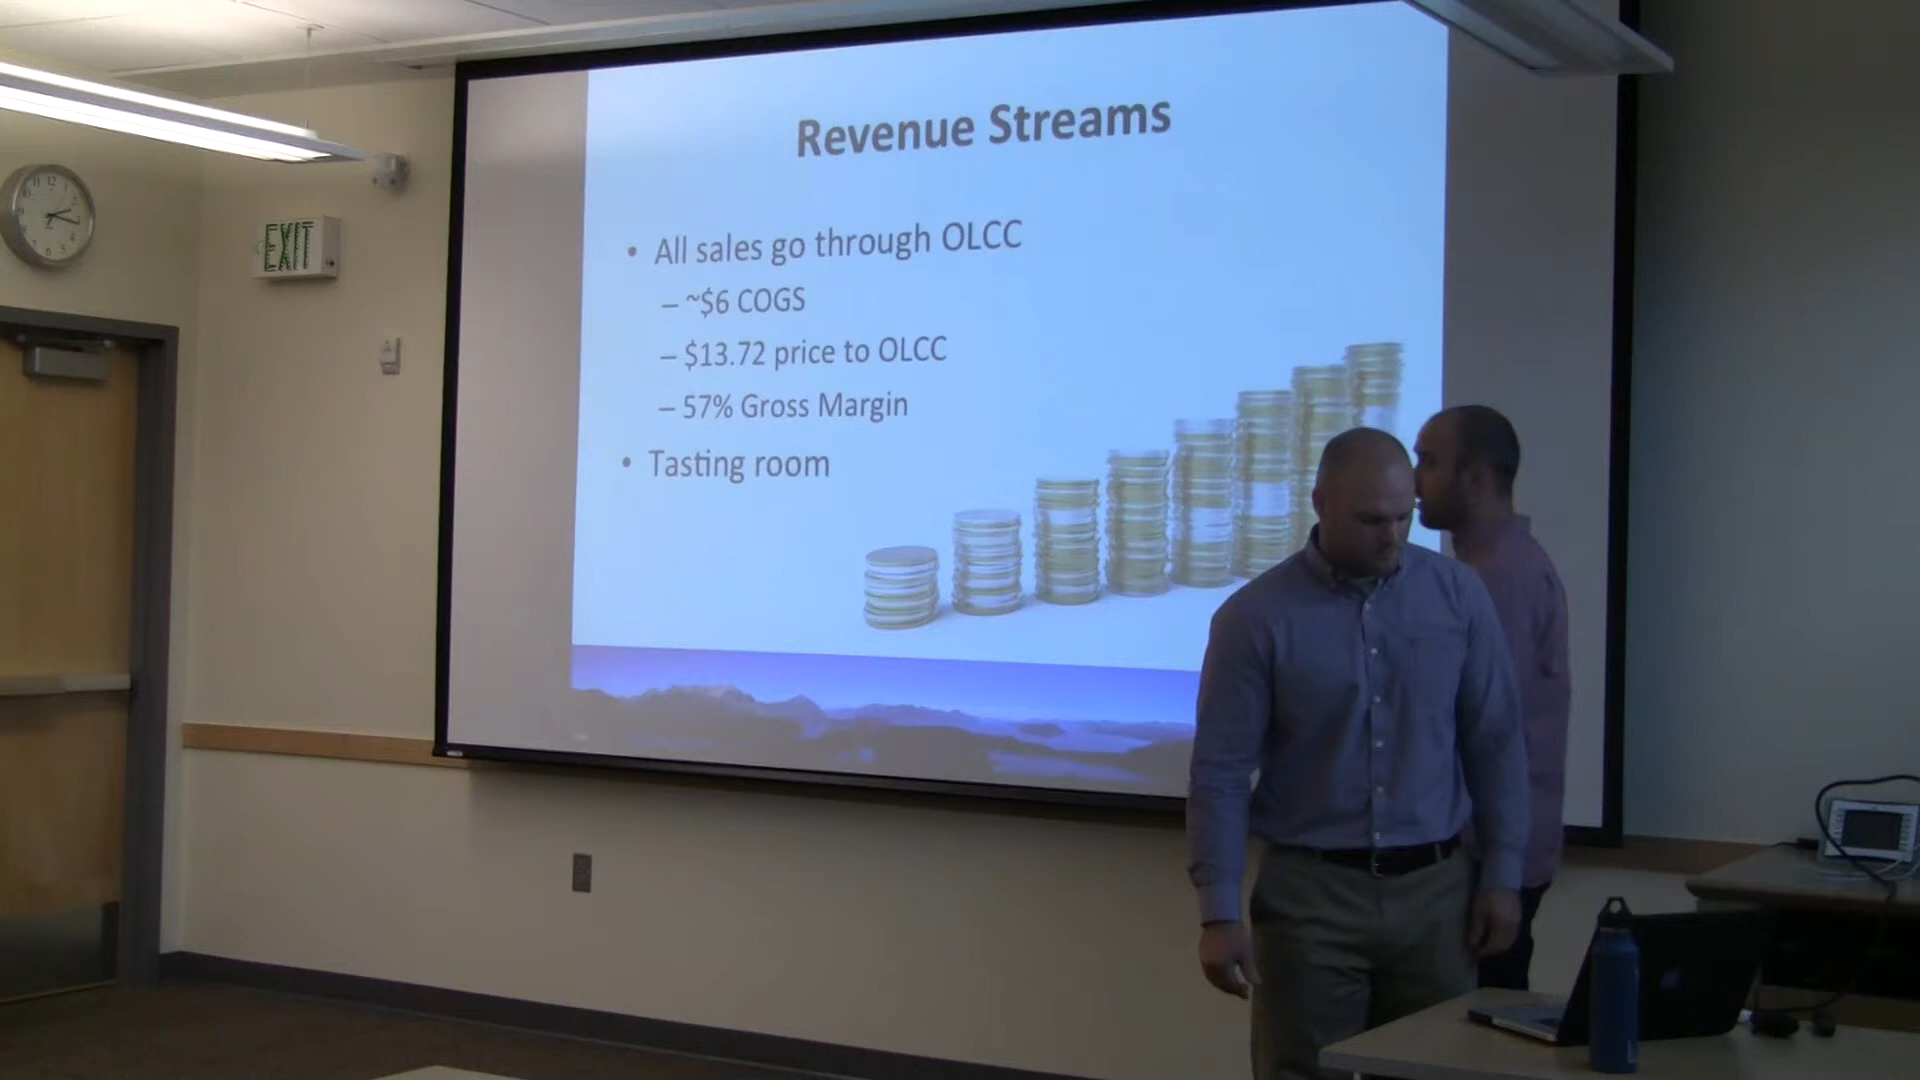 Revenue Streams
• All sales go through OLCC
– ~$6 COGS
– $13.72 price to OLCC
– 57% Gross Margin
• Tasting room
EXIT